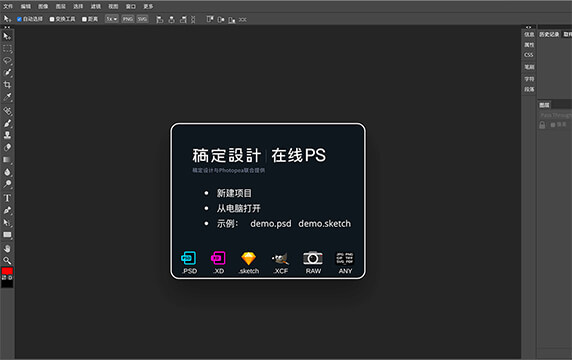 文件 编辑 图像 图层 选择 滤镜 视图 窗口 更多
自动选择 变换工具 距离 1x PNG SVG
信息 历史记录
属性
CSS
笔刷
字符
段落
图层
Pass Through
稿定設計 在线PS
稿定设计与Photopea联合提供
新建项目
从电脑打开
示例： demo.psd demo.sketch
.PSD .XD .sketch .XCF RAW ANY